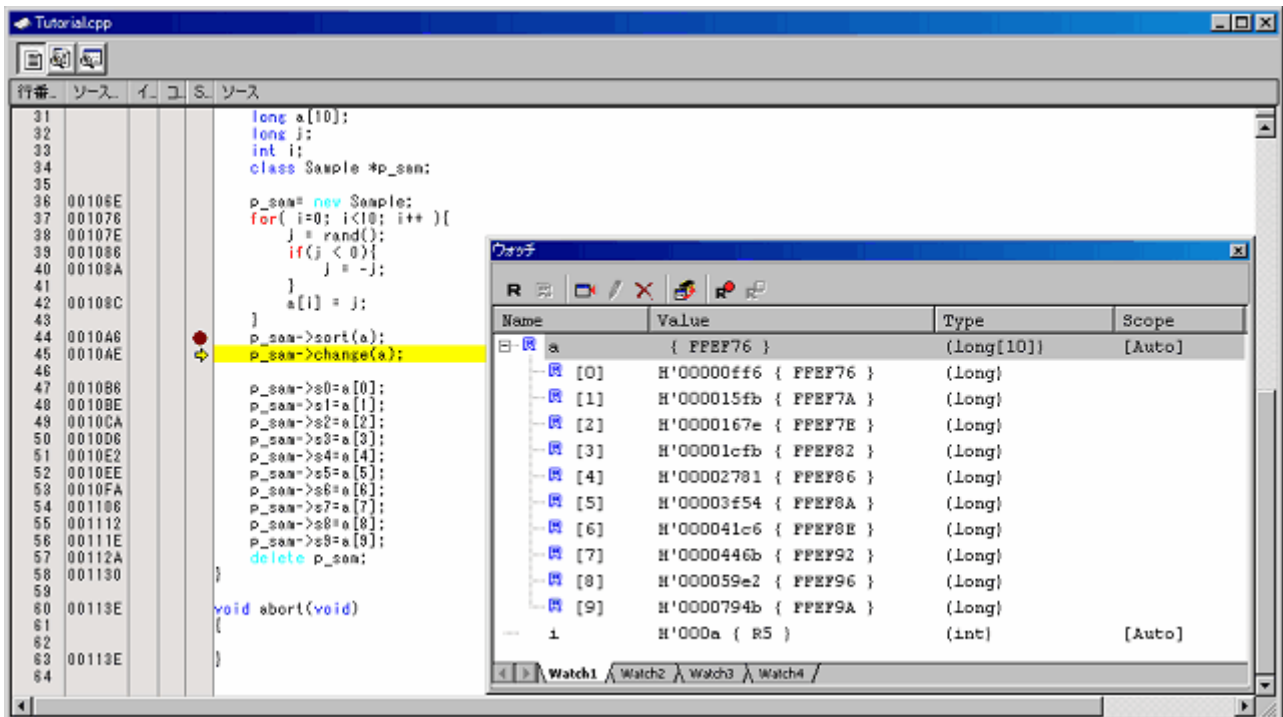 Tutorial.cpp
行番... ソース... イ... コ... S... ソース
31 long a[10];
32 long j;
33 int i;
34 class Sample *p_sam;
35
36 00106E p_sam= new Sample;
37 001076 for( i=0; i<10; i++ ){
38 00107E j = rand();
39 001086 if(j < 0){
40 00108A j = -j;
41 }
42 00108C a[i] = j;
43 }
44 0010A6 p_sam->sort(a);
45 0010AE p_sam->change(a);
46
47 0010B6 p_sam->s0=a[0];
48 0010BE p_sam->s1=a[1];
49 0010CA p_sam->s2=a[2];
50 0010D6 p_sam->s3=a[3];
51 0010E2 p_sam->s4=a[4];
52 0010EE p_sam->s5=a[5];
53 0010FA p_sam->s6=a[6];
54 001106 p_sam->s7=a[7];
55 001112 p_sam->s8=a[8];
56 00111E p_sam->s9=a[9];
57 00112A delete p_sam;
58 001130 }
59
60 00113E void abort(void)
61 {
62
63 00113E }
64
ウォッチ
R
Name Value Type Scope
R a { FFEF76 } (long[10]) [Auto]
R [0] H'00000ff6 { FFEF76 } (long)
R [1] H'000015fb { FFEF7A } (long)
R [2] H'0000167e { FFEF7E } (long)
R [3] H'00001cfb { FFEF82 } (long)
R [4] H'00002781 { FFEF86 } (long)
R [5] H'00003f54 { FFEF8A } (long)
R [6] H'000041c6 { FFEF8E } (long)
R [7] H'0000446b { FFEF92 } (long)
R [8] H'000059e2 { FFEF96 } (long)
R [9] H'0000794b { FFEF9A } (long)
i H'000a { R5 } (int) [Auto]
Watch1 Watch2 Watch3 Watch4